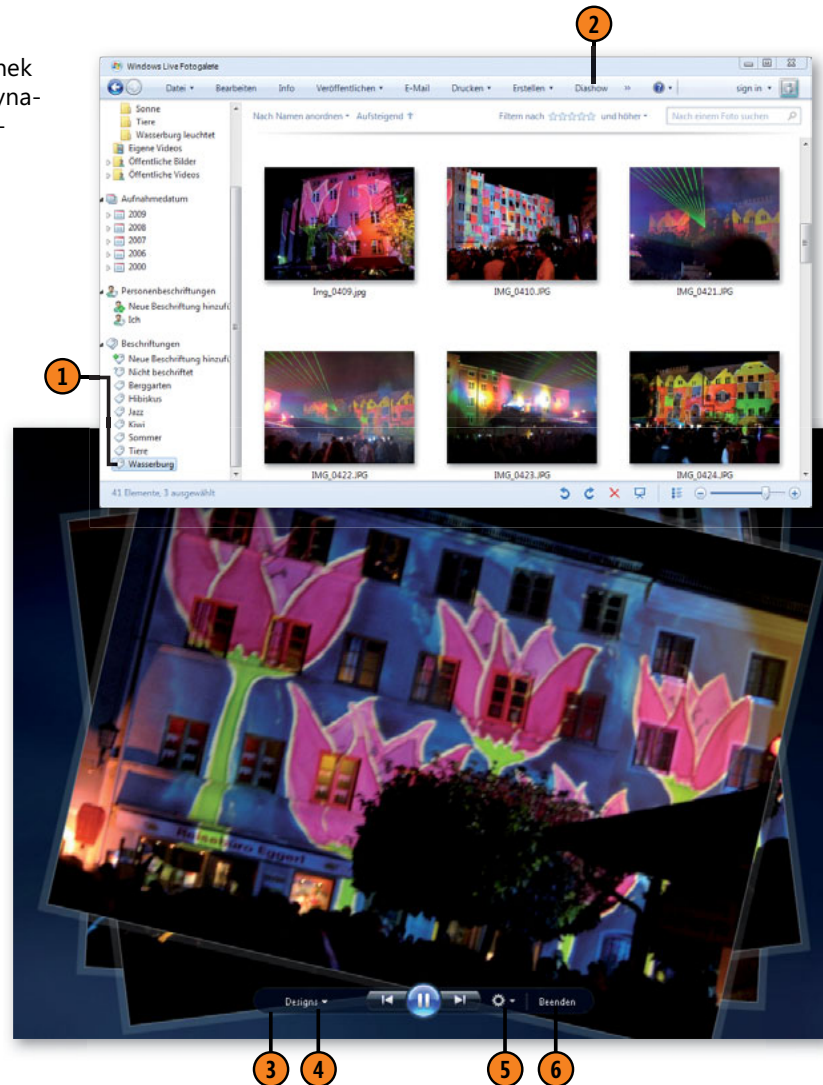 2
nek
yna-
-
Windows Live Fotogalerie
Datei Bearbeiten Info Veröffentlichen E-Mail Drucken Erstellen Diashow » sign in
Sonne
Tiere
Wasserburg leuchtet
Eigene Videos
Öffentliche Bilder
Öffentliche Videos
Aufnahmedatum
2009
2008
2007
2006
2000
Personenbeschriftungen
Neue Beschriftung hinzufü
Ich
Beschriftungen
Neue Beschriftung hinzufü
Nicht beschriftet
Berggarten
Hibiskus
Jazz
Kiwi
Sommer
Tiere
Wasserburg
1
Nach Namen anordnen Aufsteigend Filtern nach und höher Nach einem Foto suchen
Img_0409.jpg IMG_0410.JPG IMG_0421.JPG
IMG_0422.JPG IMG_0423.JPG IMG_0424.JPG
41 Elemente, 3 ausgewählt
Reisebüro Eggerl
Designs Beenden
3 4 5 6